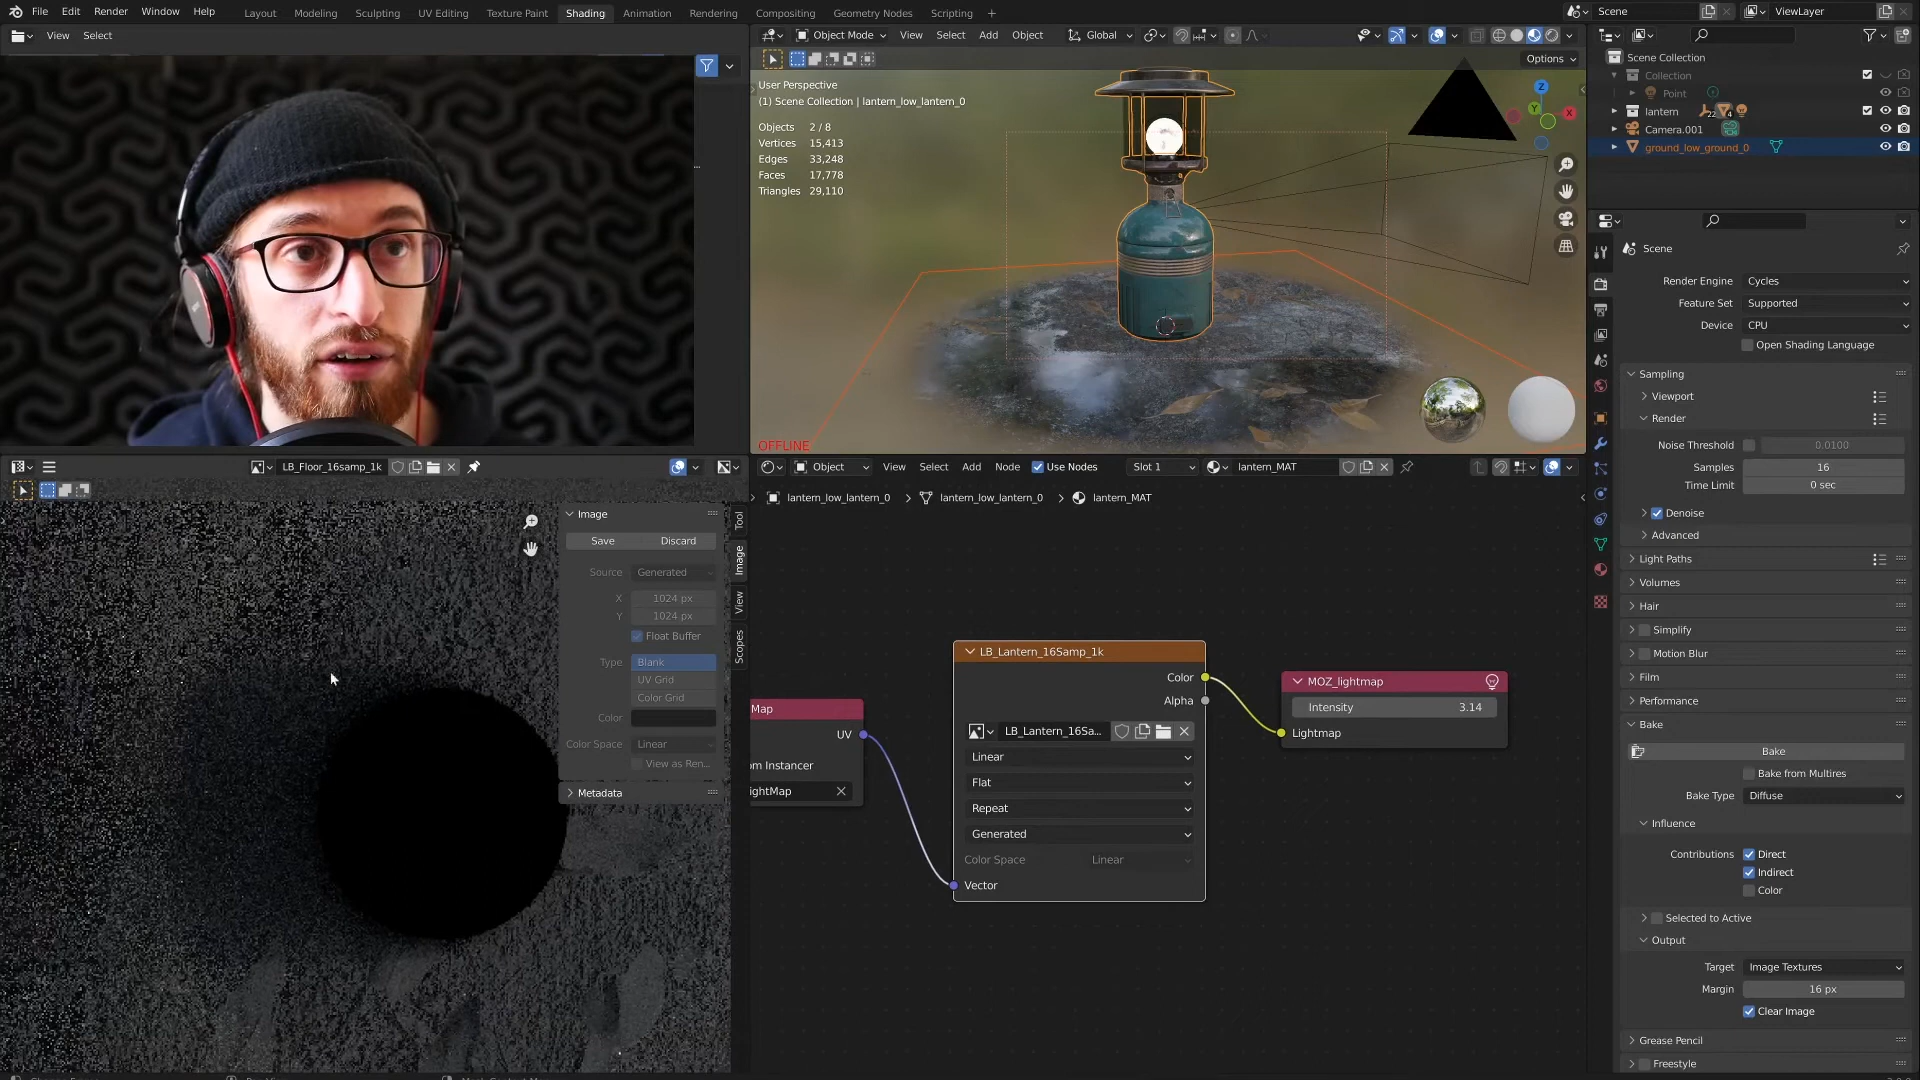 File Edit Render Window Help Layout Modeling Sculpting UV Editing Texture Paint Shading Animation Rendering Compositing Geometry Nodes Scripting + Scene ViewLayer
View Select
Object Mode View Select Add Object Global
Options
User Perspective
(1) Scene Collection | lantern_low_lantern_0
Objects 2 / 8
Vertices 15,413
Edges 33,248
Faces 17,778
Triangles 29,110
Z
Y
X
OFFLINE
Scene Collection
Collection
Point
lantern 22 4
Camera.001
ground_low_ground_0
Scene
Render Engine Cycles
Feature Set Supported
Device CPU
Open Shading Language
Sampling
Viewport
Render
Noise Threshold 0.0100
Samples 16
Time Limit 0 sec
Denoise
Advanced
Light Paths
Volumes
Hair
Simplify
Motion Blur
Film
Performance
Bake
Bake
Bake from Multires
Bake Type Diffuse
Influence
Contributions Direct
Indirect
Color
Selected to Active
Output
Target Image Textures
Margin 16 px
Clear Image
Grease Pencil
Freestyle
LB_Floor_16samp_1k
Image
Save Discard
Source Generated
X 1024 px
Y 1024 px
Float Buffer
Type Blank
UV Grid
Color Grid
Color
Color Space Linear
View as Ren...
Metadata
Tool
Image
View
Scopes
Object View Select Add Node Use Nodes Slot 1 lantern_MAT
lantern_low_lantern_0 lantern_low_lantern_0 lantern_MAT
Map
UV
om Instancer
ightMap
LB_Lantern_16Samp_1k
Color
Alpha
LB_Lantern_16Sa...
Linear
Flat
Repeat
Generated
Color Space Linear
Vector
MOZ_lightmap
Intensity 3.14
Lightmap